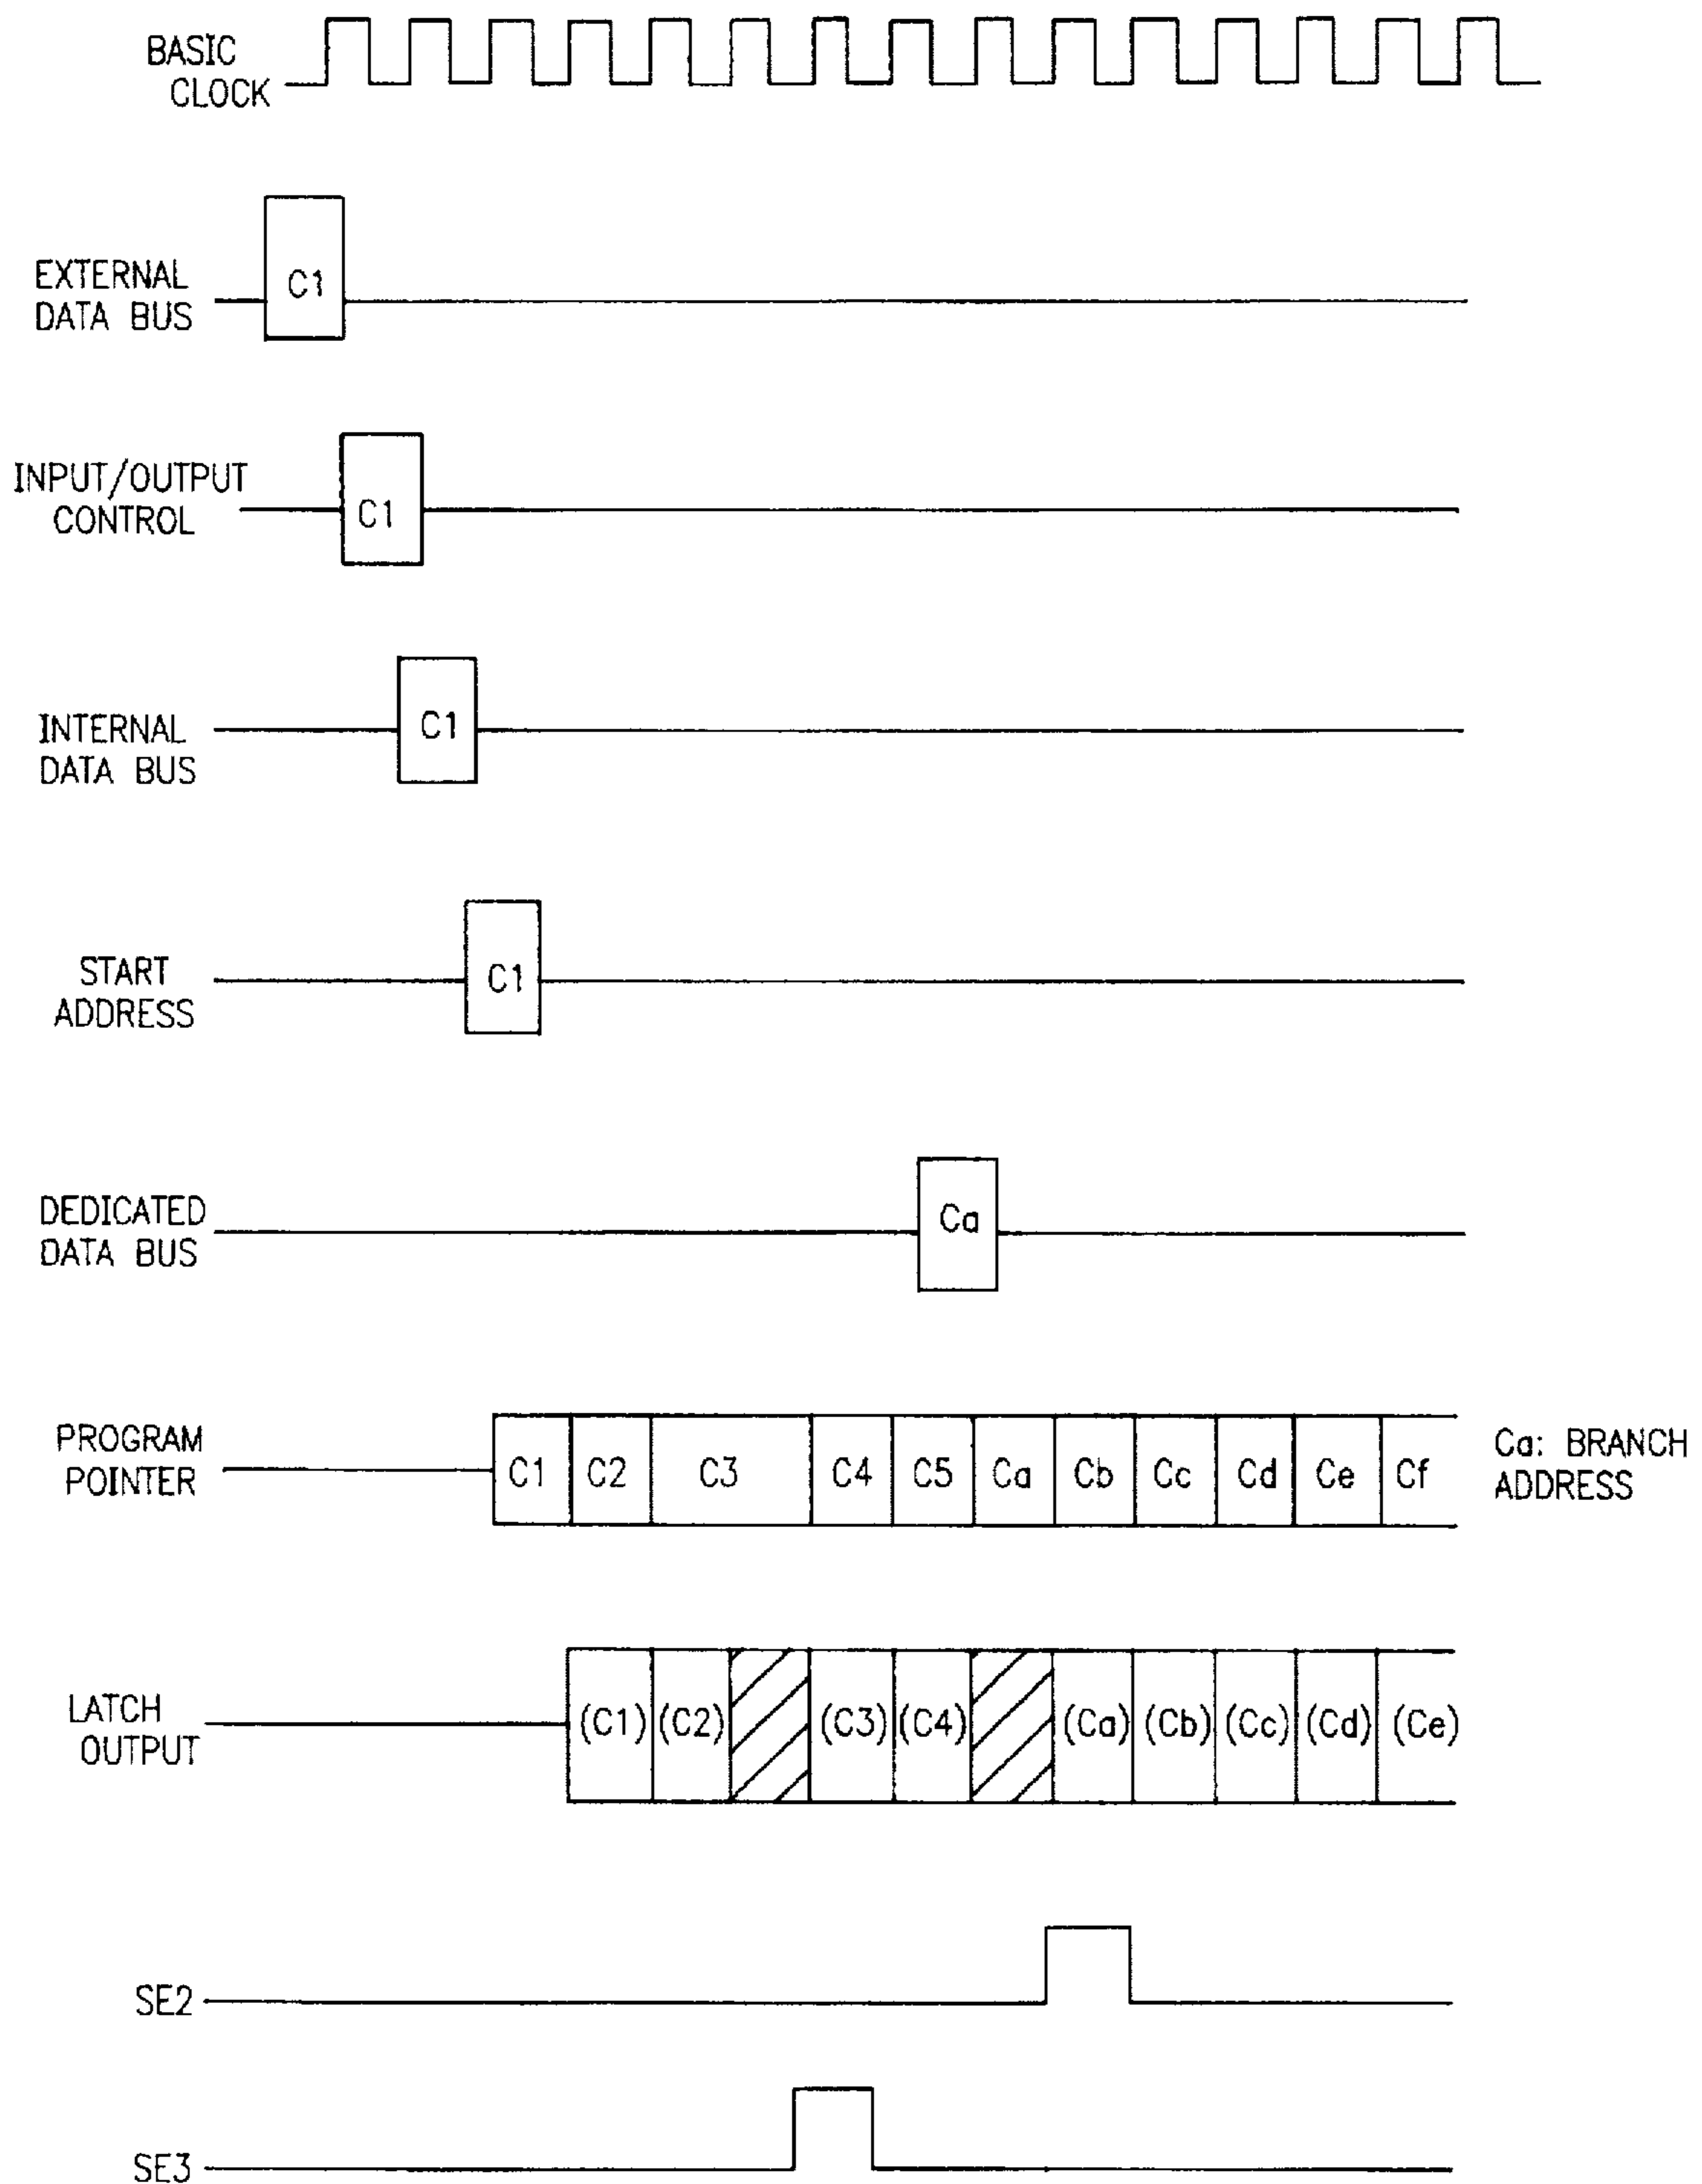 BASIC
CLOCK
EXTERNAL
DATA BUS
C1
INPUT/OUTPUT
CONTROL
C1
INTERNAL
DATA BUS
C1
START
ADDRESS
C1
DEDICATED
DATA BUS
Ca
PROGRAM
POINTER
C1 C2 C3 C4 C5 Ca Cb Cc Cd Ce Cf
Ca: BRANCH
ADDRESS
LATCH
OUTPUT
(C1) (C2) (C3) (C4) (Ca) (Cb) (Cc) (Cd) (Ce)
SE2
SE3